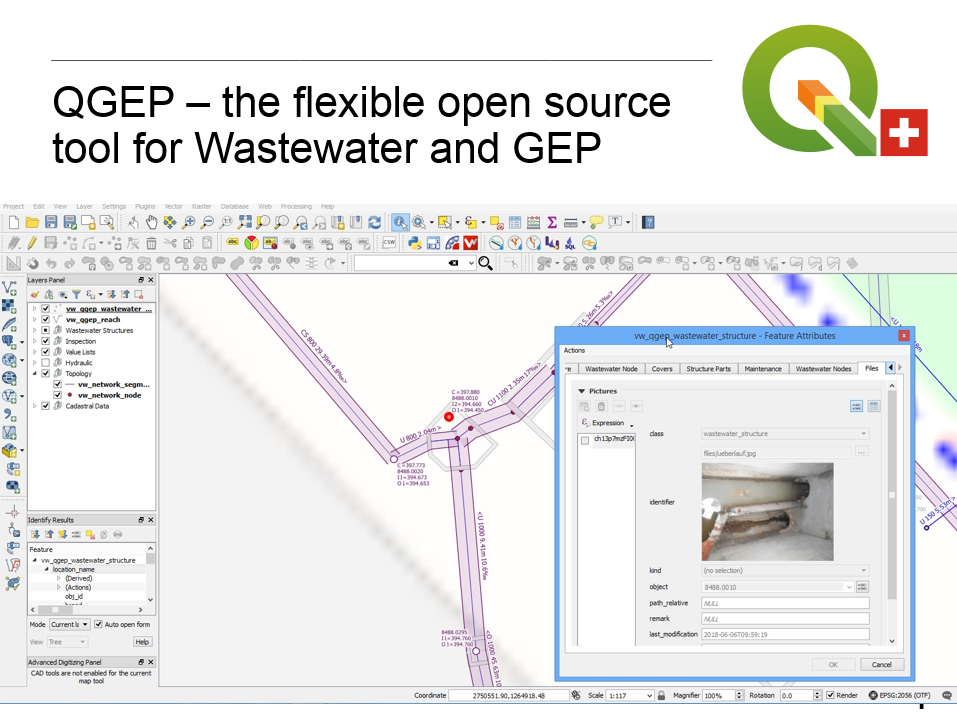 QGEP – the flexible open source
tool for Wastewater and GEP
Project Edit View Layer Settings Plugins Vector Raster Database Web Processing Help
Layers Panel
vw_qgep_wastewater_...
vw_qgep_reach
Wastewater Structures
Inspection
Value Lists
Hydraulic
Topology
vw_network_segm...
vw_network_node
Cadastral Data
Identify Results
Feature
vw_qgep_wastewater_structure
location_name
(Derived)
(Actions)
obj_id
Mode Current la Auto open form
View Tree Help
Advanced Digitizing Panel
CAD tools are not enabled for the current
map tool
CS 800 29.39m 4.8‰
U 800 2.04m >
C=397.880
8488.0010
I2=394.660
O1=394.450
CU 1100 2.35m 17‰>
5.26m 5.3‰>
C=397.773
8488.0020
I1=394.673
O1=394.653
<U 1000 9.41m 10.6‰
8488.0295
I1=394.760
O1=394.760
<O 1000 45.63m
U 150 5.53m >
vw_qgep_wastewater_structure - Feature Attributes
Actions
re Wastewater Node Covers Structure Parts Maintenance Wastewater Nodes Files
Pictures
Expression
class wastewater_structure
files/ueberlauf.jpg ...
identifier
kind (no selection)
object 8488.0010
path_relative NULL
remark NULL
last_modification 2018-06-06T09:59:19
OK Cancel
Coordinate 2750551.90,1264918.48 Scale 1:117 Magnifier 100% Rotation 0.0 Render EPSG:2056 (OTF)